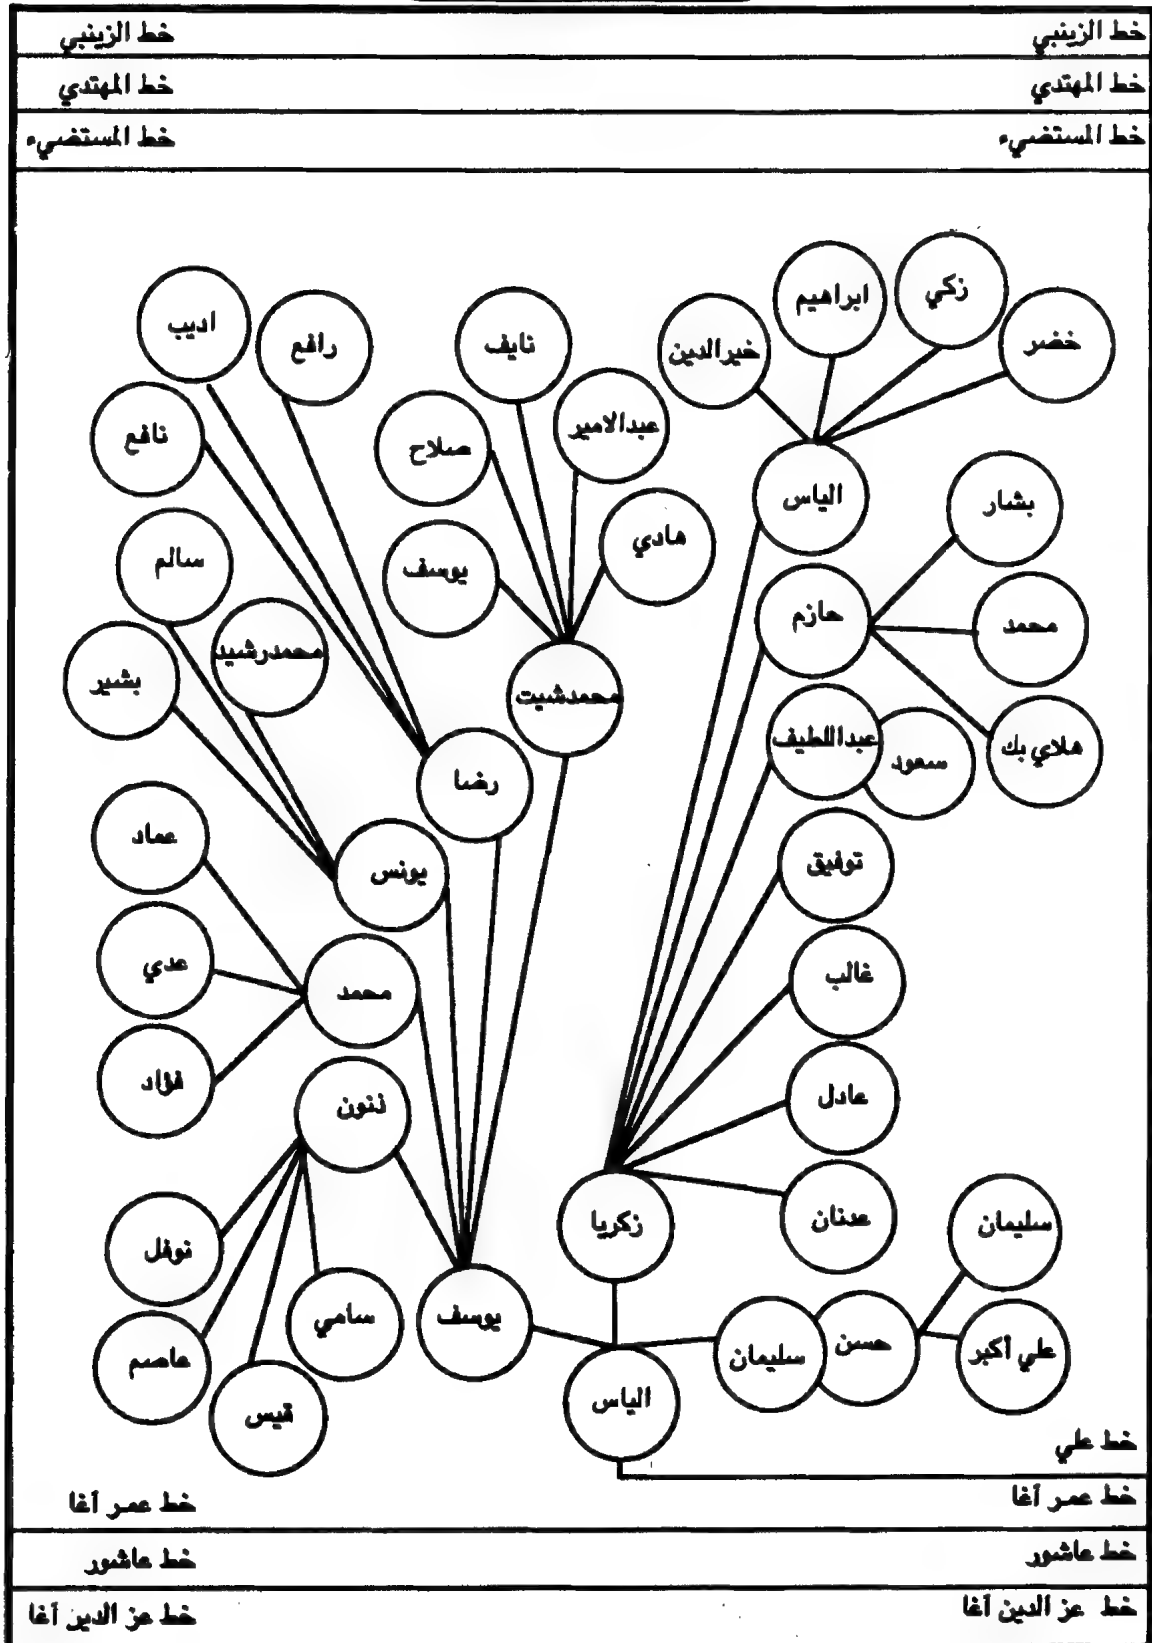 خط الزينبي
خط الزينبي
خط المهتدي
خط المهتدي
خط المستضيء
خط المستضيء
خضر
زكي
ابراهيم
خيرالدين
نايف
رافع
اديب
عبدالامير
صلاح
نافع
الياس
بشار
هادي
يوسف
سالم
حازم
محمد
محمدشيت
محمدرشيد
بشير
هلاي بك
سعود
عبداللطيف
رضا
توفيق
يونس
عماد
غالب
محمد
عدي
عادل
ذنون
فؤاد
سليمان
عدنان
زكريا
نوفل
علي أكبر
حسن
سليمان
الياس
يوسف
سامي
عاصم
قيس
خط علي
خط عمر آغا
خط عمر آغا
خط عاشور
خط عاشور
خط عز الدين آغا
خط عز الدين آغا